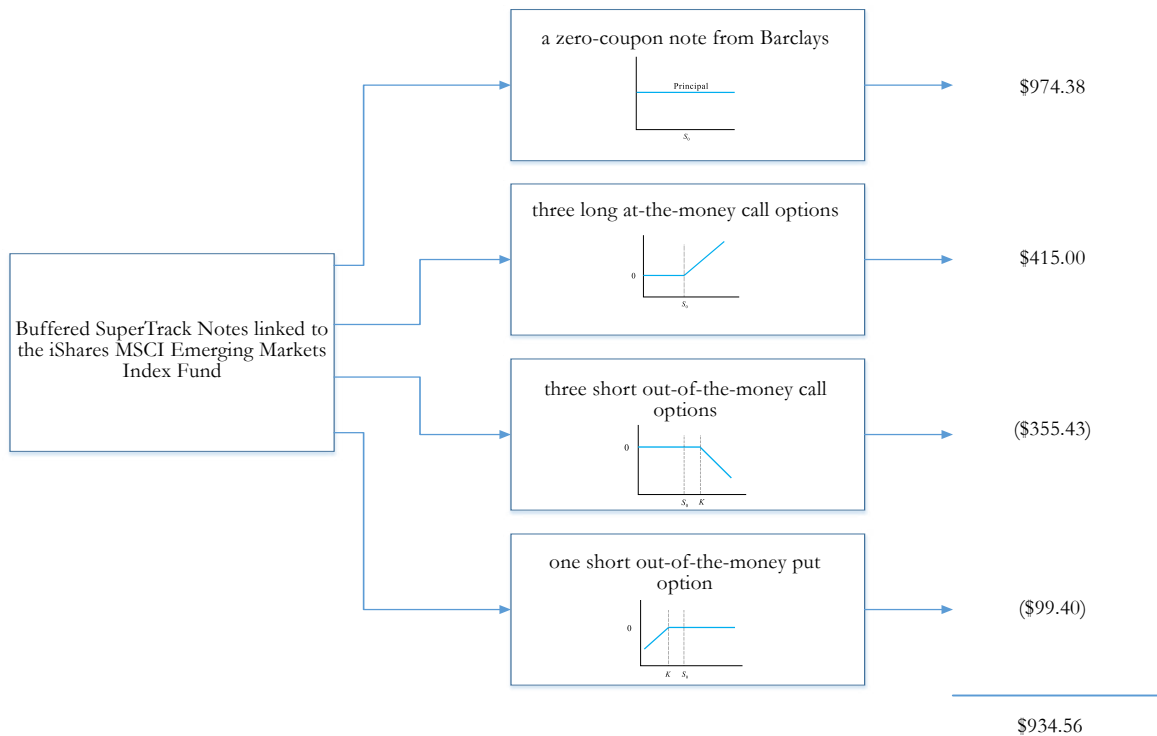 Buffered SuperTrack Notes linked to
the iShares MSCI Emerging Markets
Index Fund
a zero-coupon note from Barclays
Principal
S₀
$974.38
three long at-the-money call options
0
S₀
$415.00
three short out-of-the-money call
options
0
S₀ K
($355.43)
one short out-of-the-money put
option
0
K S₀
($99.40)
$934.56